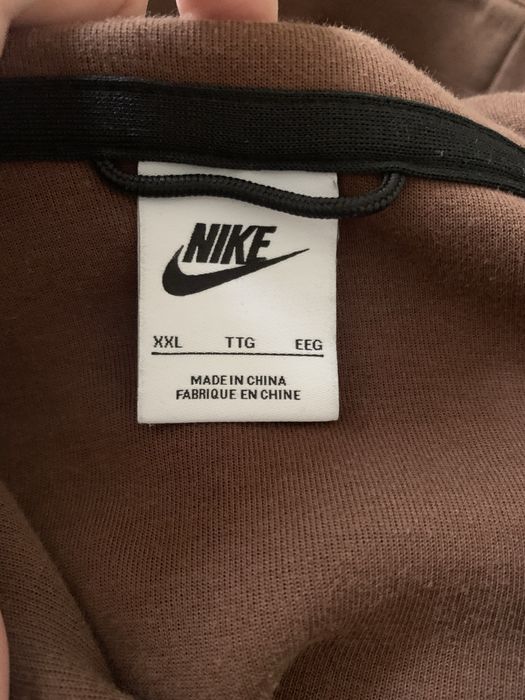 NIKE
XXL TTG EEG
MADE IN CHINA
FABRIQUE EN CHINE